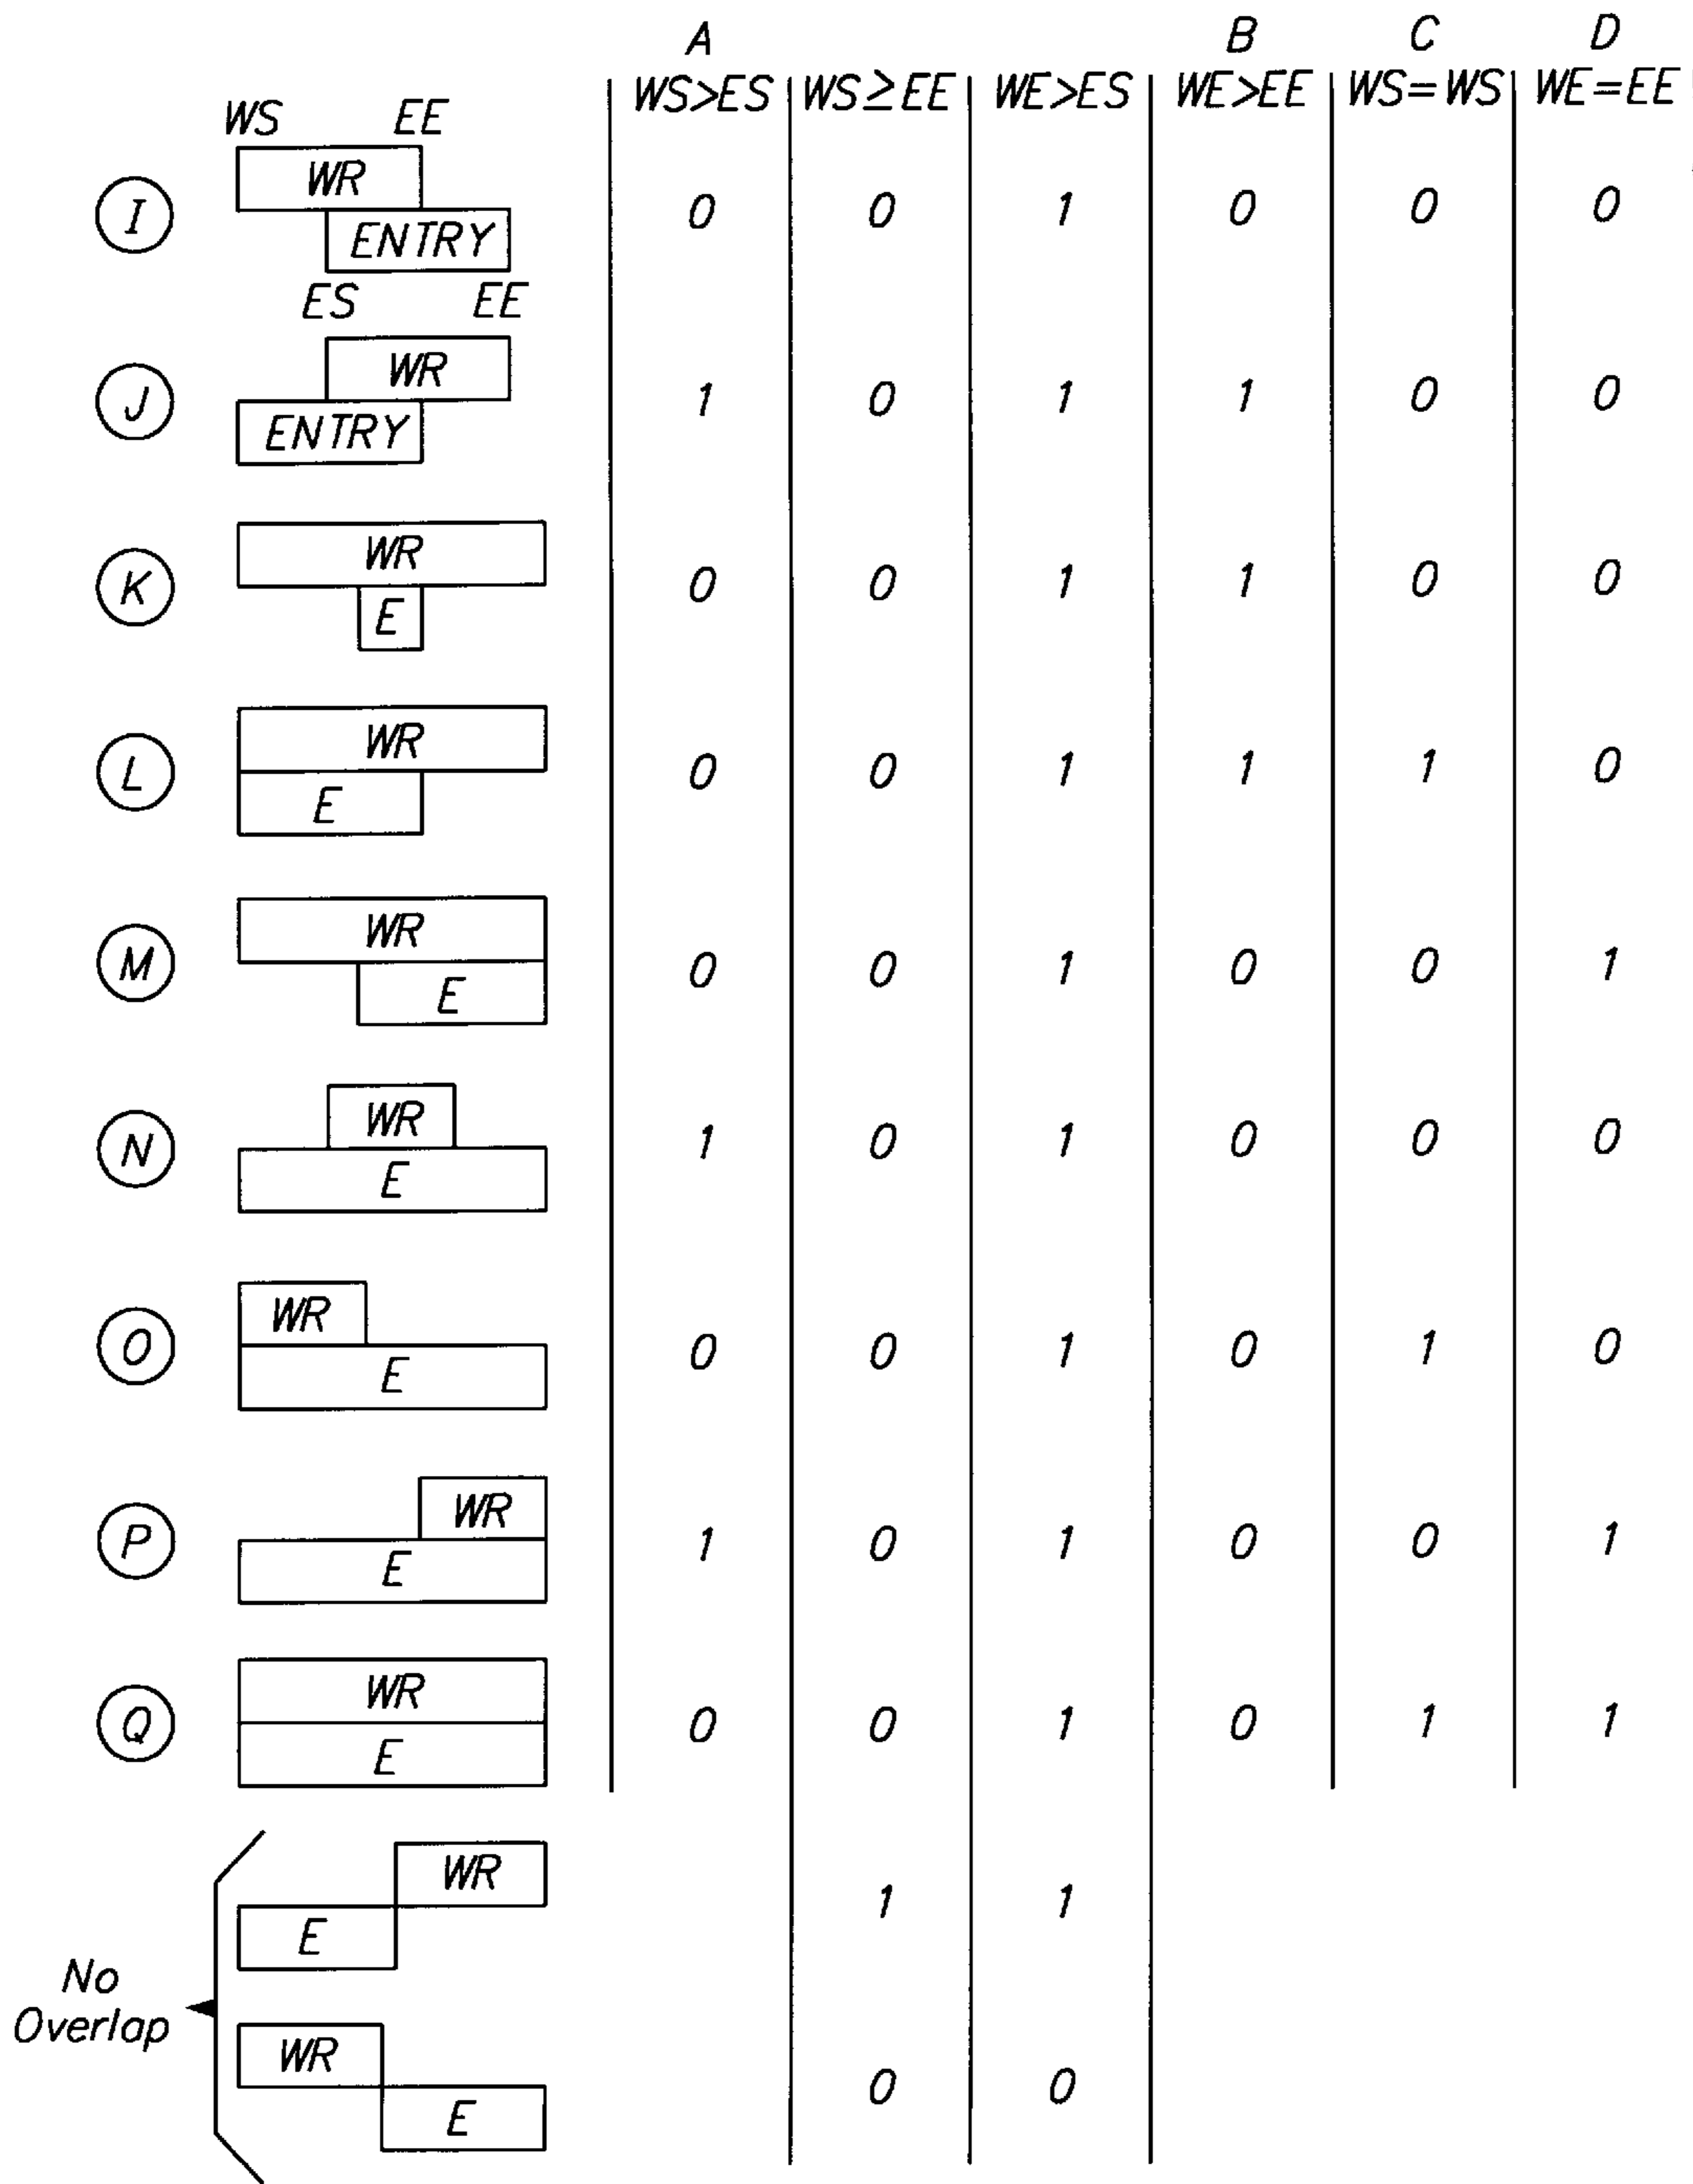 A B C D
WS>ES WS≥EE WE>ES WE>EE WS=WS WE=EE
WS EE
I WR 0 0 1 0 0 0
ENTRY
ES EE
J WR 1 0 1 1 0 0
ENTRY
K WR 0 0 1 1 0 0
E
L WR 0 0 1 1 1 0
E
M WR 0 0 1 0 0 1
E
N WR 1 0 1 0 0 0
E
O WR 0 0 1 0 1 0
E
P WR 1 0 1 0 0 1
E
Q WR 0 0 1 0 1 1
E
No
Overlap
WR 1 1
E
WR 0 0
E